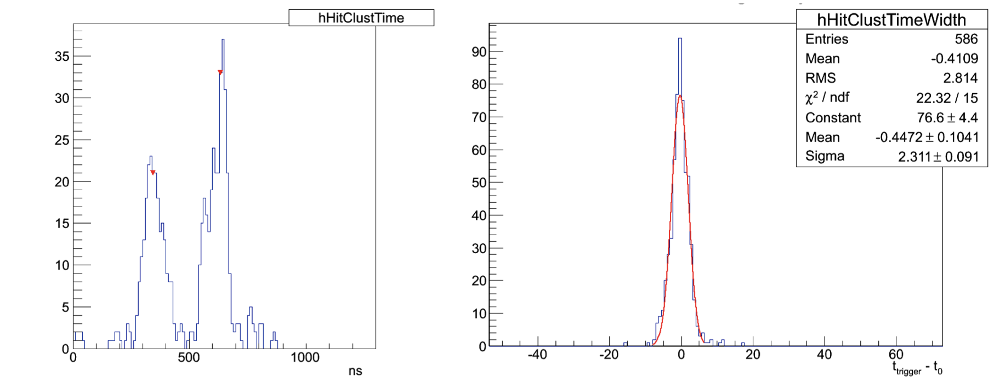 hHitClustTime
35
30
25
20
15
10
5
0
0 500 1000
ns
hHitClustTimeWidth
Entries 586
Mean -0.4109
RMS 2.814
χ² / ndf 22.32 / 15
Constant 76.6 ± 4.4
Mean -0.4472 ± 0.1041
Sigma 2.311 ± 0.091
90
80
70
60
50
40
30
20
10
0
-40 -20 0 20 40 60
t_trigger - t_0